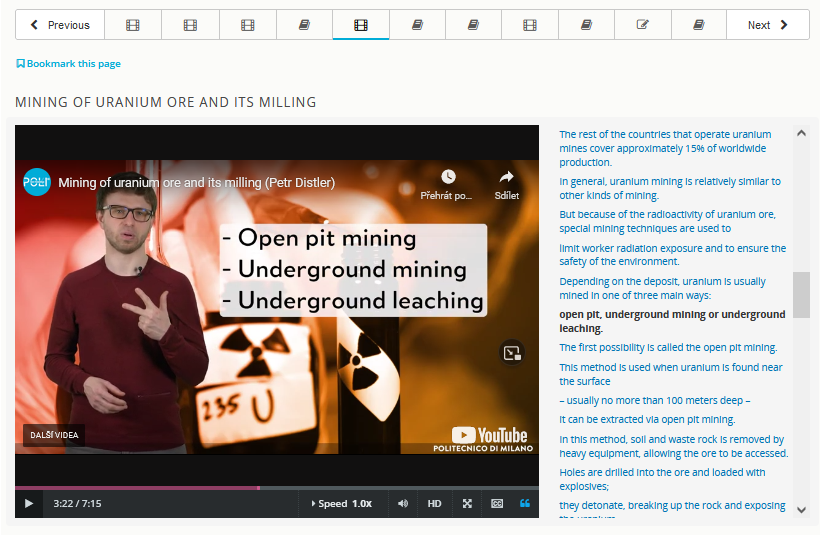 Previous
Next
Bookmark this page
MINING OF URANIUM ORE AND ITS MILLING
Mining of uranium ore and its milling (Petr Distler)
Přehrát po...
Sdílet
- Open pit mining
- Underground mining
- Underground leaching
235 U
DALŠÍ VIDEA
YouTube
POLITECNICO DI MILANO
3:22 / 7:15
Speed 1.0x
HD
The rest of the countries that operate uranium
mines cover approximately 15% of worldwide
production.
In general, uranium mining is relatively similar to
other kinds of mining.
But because of the radioactivity of uranium ore,
special mining techniques are used to
limit worker radiation exposure and to ensure the
safety of the environment.
Depending on the deposit, uranium is usually
mined in one of three main ways:
open pit, underground mining or underground
leaching.
The first possibility is called the open pit mining.
This method is used when uranium is found near
the surface
– usually no more than 100 meters deep –
It can be extracted via open pit mining.
In this method, soil and waste rock is removed by
heavy equipment, allowing the ore to be accessed.
Holes are drilled into the ore and loaded with
explosives;
they detonate, breaking up the rock and exposing